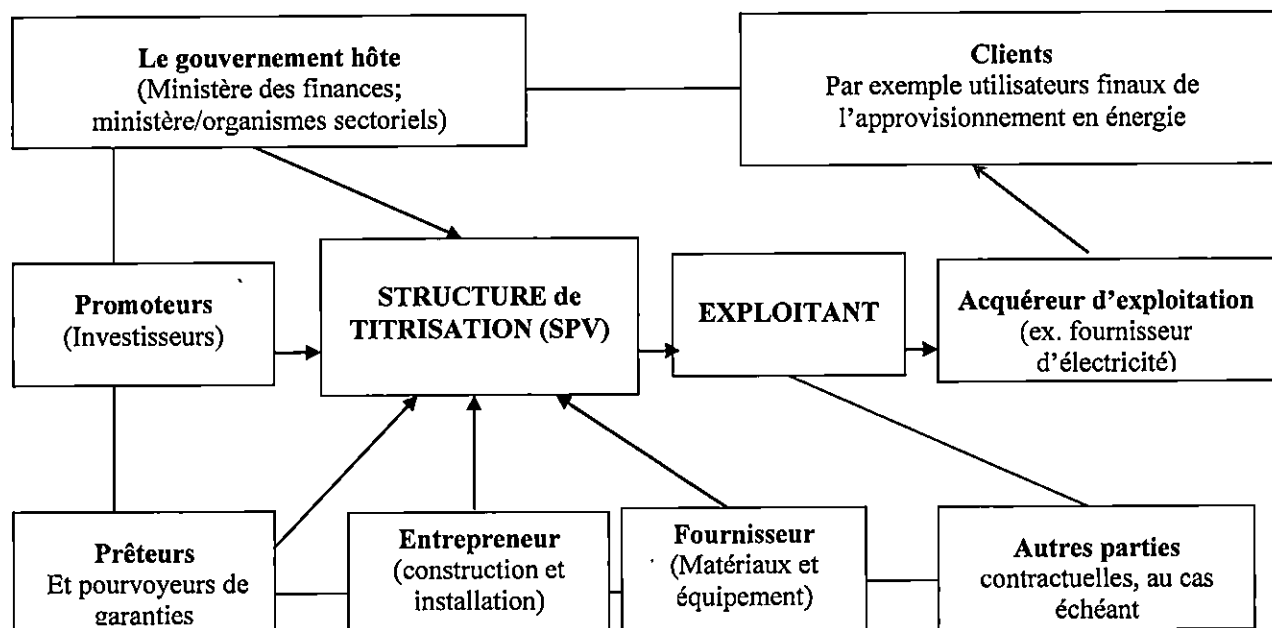 Le gouvernement hôte
(Ministère des finances;
ministère/organismes sectoriels)
Clients
Par exemple utilisateurs finaux de
l'approvisionnement en énergie
Promoteurs
(Investisseurs)
STRUCTURE de
TITRISATION (SPV)
EXPLOITANT
Acquéreur d'exploitation
(ex. fournisseur
d'électricité)
Prêteurs
Et pourvoyeurs de
garanties
Entrepreneur
(construction et
installation)
Fournisseur
(Matériaux et
équipement)
Autres parties
contractuelles, au cas
échéant